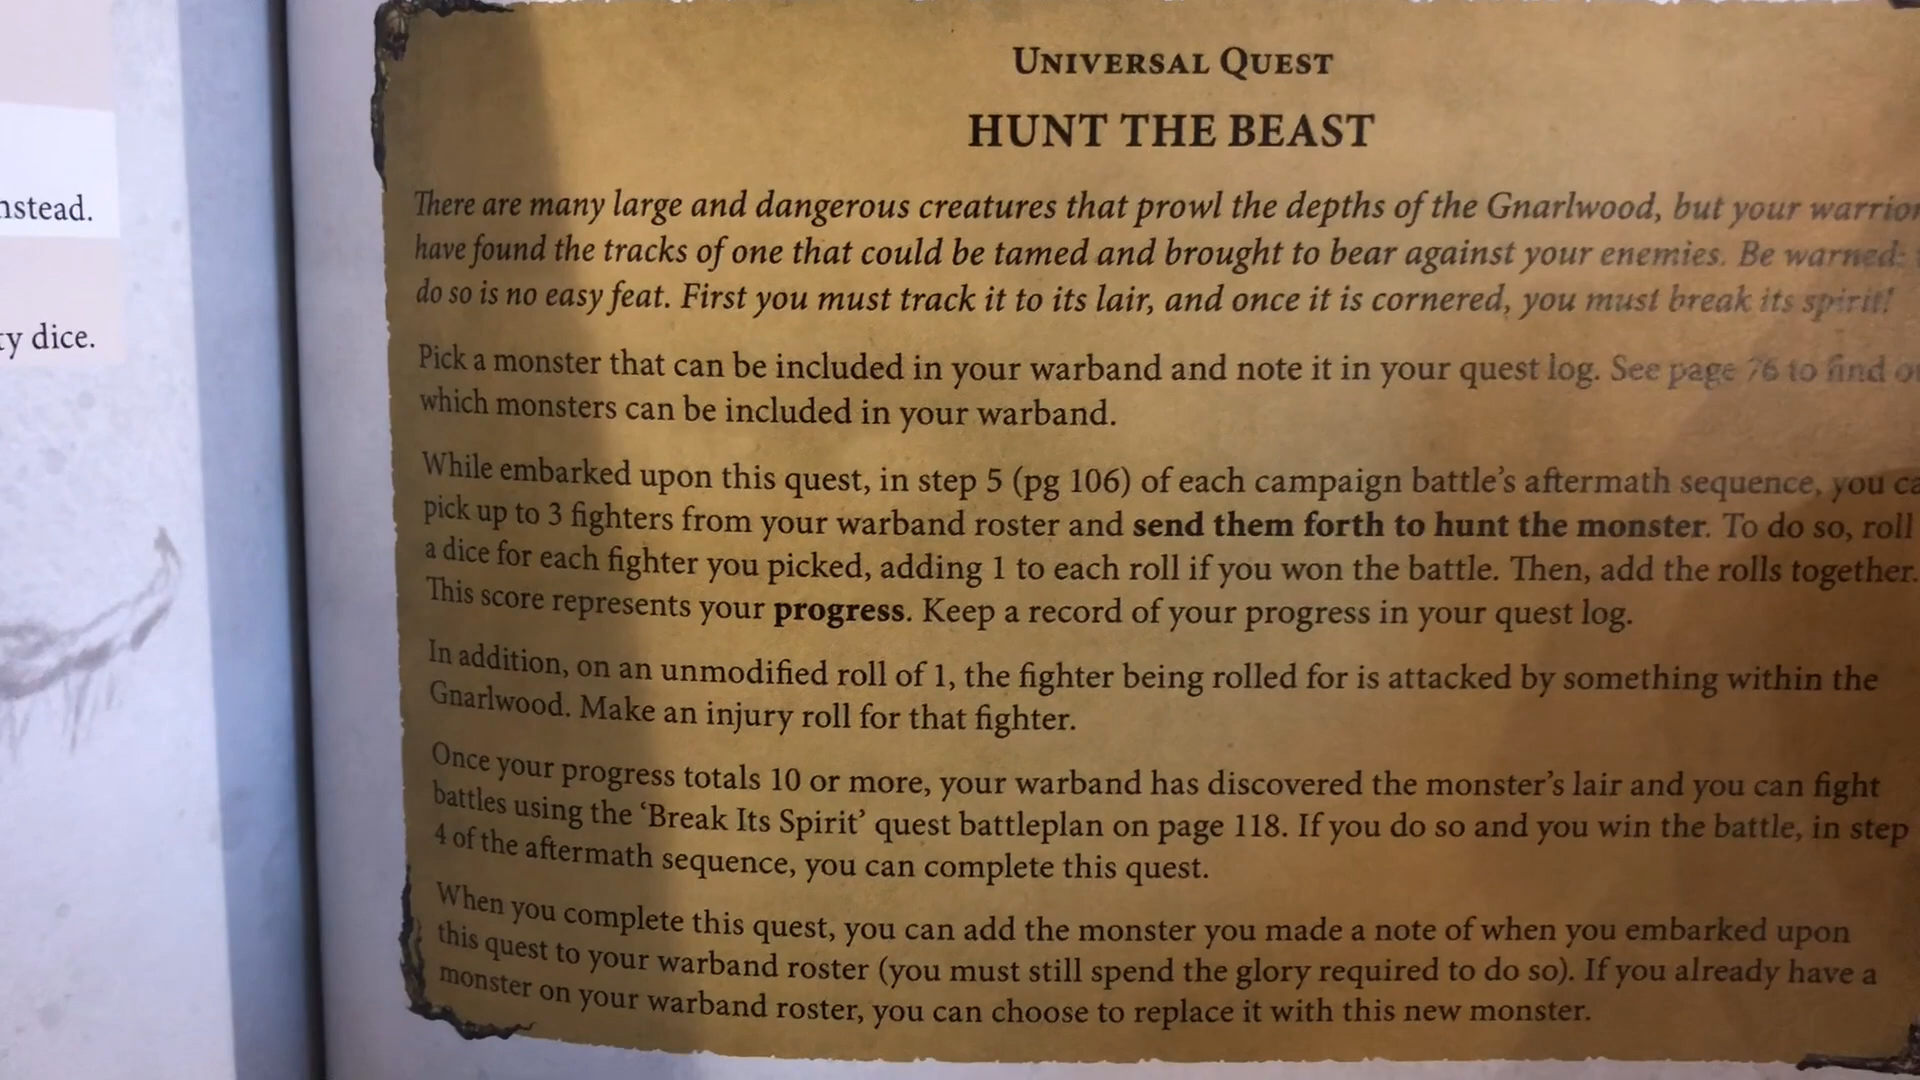 nstead.
ty dice.
UNIVERSAL QUEST
HUNT THE BEAST
There are many large and dangerous creatures that prowl the depths of the Gnarlwood, but your warrior
have found the tracks of one that could be tamed and brought to bear against your enemies. Be warned:
do so is no easy feat. First you must track it to its lair, and once it is cornered, you must break its spirit!
Pick a monster that can be included in your warband and note it in your quest log. See page 76 to find
which monsters can be included in your warband.
While embarked upon this quest, in step 5 (pg 106) of each campaign battle's aftermath sequence, you
pick up to 3 fighters from your warband roster and send them forth to hunt the monster. To do so, roll
a dice for each fighter you picked, adding 1 to each roll if you won the battle. Then, add the rolls together.
This score represents your progress. Keep a record of your progress in your quest log.
In addition, on an unmodified roll of 1, the fighter being rolled for is attacked by something within the
Gnarlwood. Make an injury roll for that fighter.
Once your progress totals 10 or more, your warband has discovered the monster's lair and you can fight
battles using the 'Break Its Spirit' quest battleplan on page 118. If you do so and you win the battle, in step
4 of the aftermath sequence, you can complete this quest.
When you complete this quest, you can add the monster you made a note of when you embarked upon
this quest to your warband roster (you must still spend the glory required to do so). If you already have a
monster on your warband roster, you can choose to replace it with this new monster.